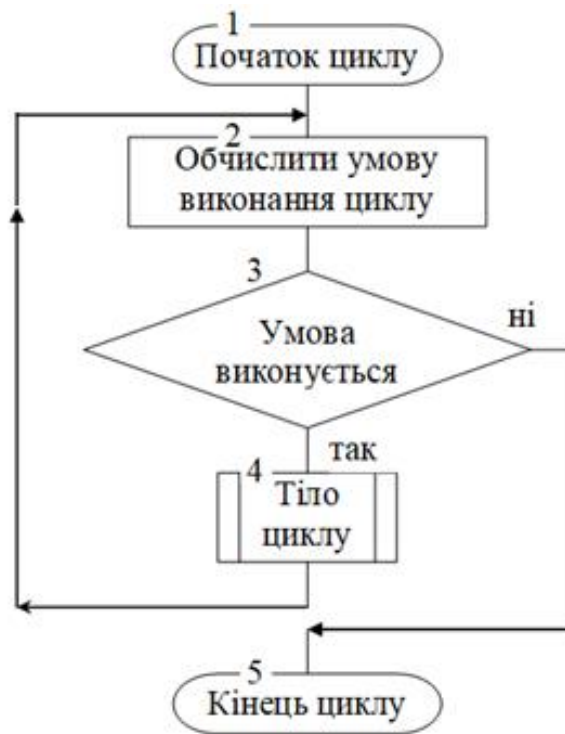 1
Початок циклу
2
Обчислити умову
виконання циклу
3
Умова
виконується
ні
так
4
Тіло
циклу
5
Кінець циклу